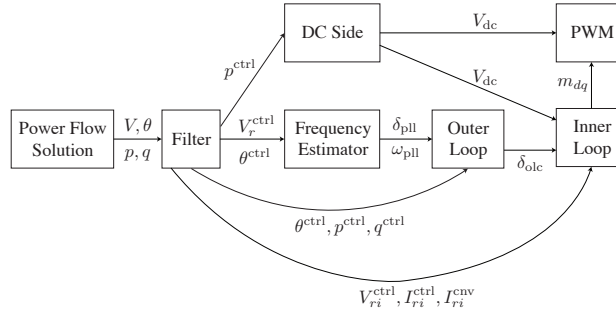 DC Side
V_dc
PWM
p^ctrl
V_dc
m_dq
Power Flow
Solution
V, θ
p, q
Filter
V_r^ctrl
θ^ctrl
Frequency
Estimator
δ_pll
ω_pll
Outer
Loop
δ_olc
Inner
Loop
θ^ctrl, p^ctrl, q^ctrl
V_ri^ctrl, I_ri^ctrl, I_ri^cnv